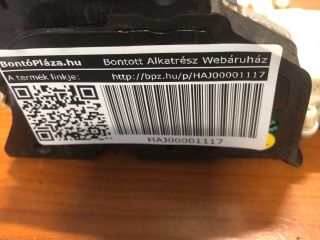 BontóPláza.hu Bontott Alkatrész Webáruház
A termék linkje: http://bpz.hu/p/HAJ00001117
HAJ00001117